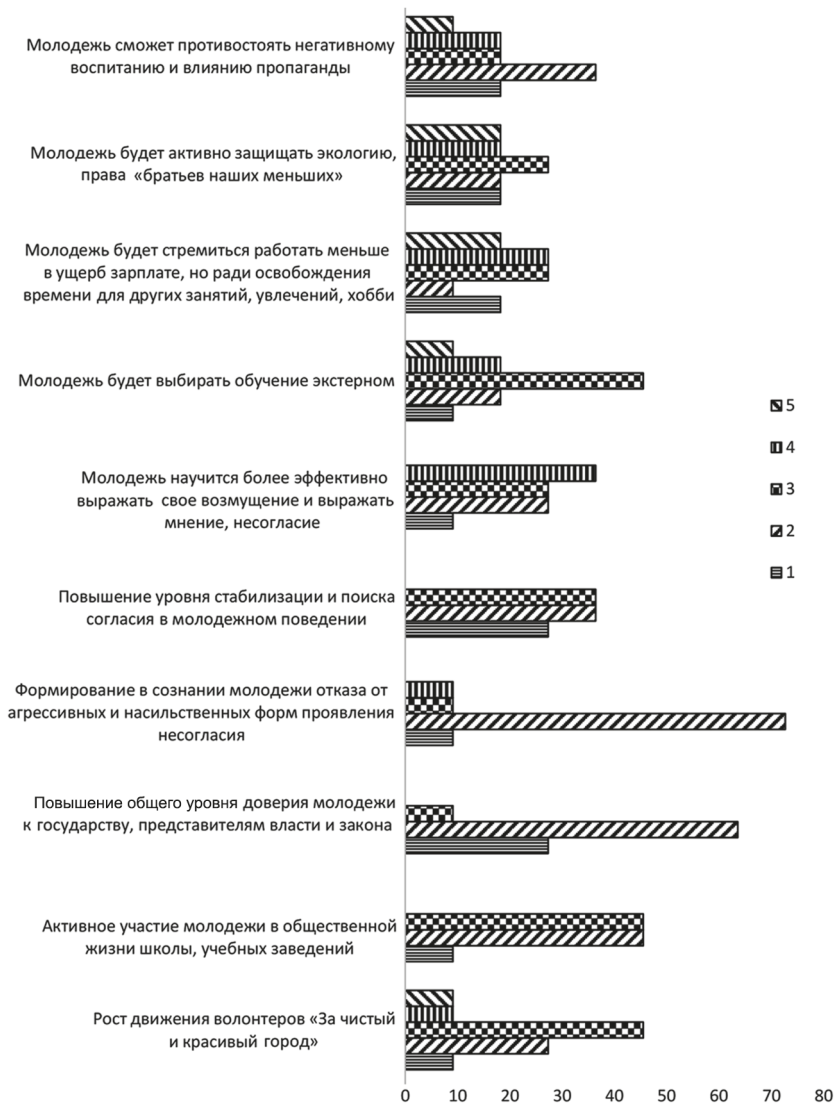 Молодежь сможет противостоять негативному
воспитанию и влиянию пропаганды
Молодежь будет активно защищать экологию,
права «братьев наших меньших»
Молодежь будет стремиться работать меньше
в ущерб зарплате, но ради освобождения
времени для других занятий, увлечений, хобби
Молодежь будет выбирать обучение экстерном
Молодежь научится более эффективно
выражать свое возмущение и выражать
мнение, несогласие
Повышение уровня стабилизации и поиска
согласия в молодежном поведении
Формирование в сознании молодежи отказа от
агрессивных и насильственных форм проявления
несогласия
Повышение общего уровня доверия молодежи
к государству, представителям власти и закона
Активное участие молодежи в общественной
жизни школы, учебных заведений
Рост движения волонтеров «За чистый
и красивый город»
0 10 20 30 40 50 60 70 80
5
4
3
2
1